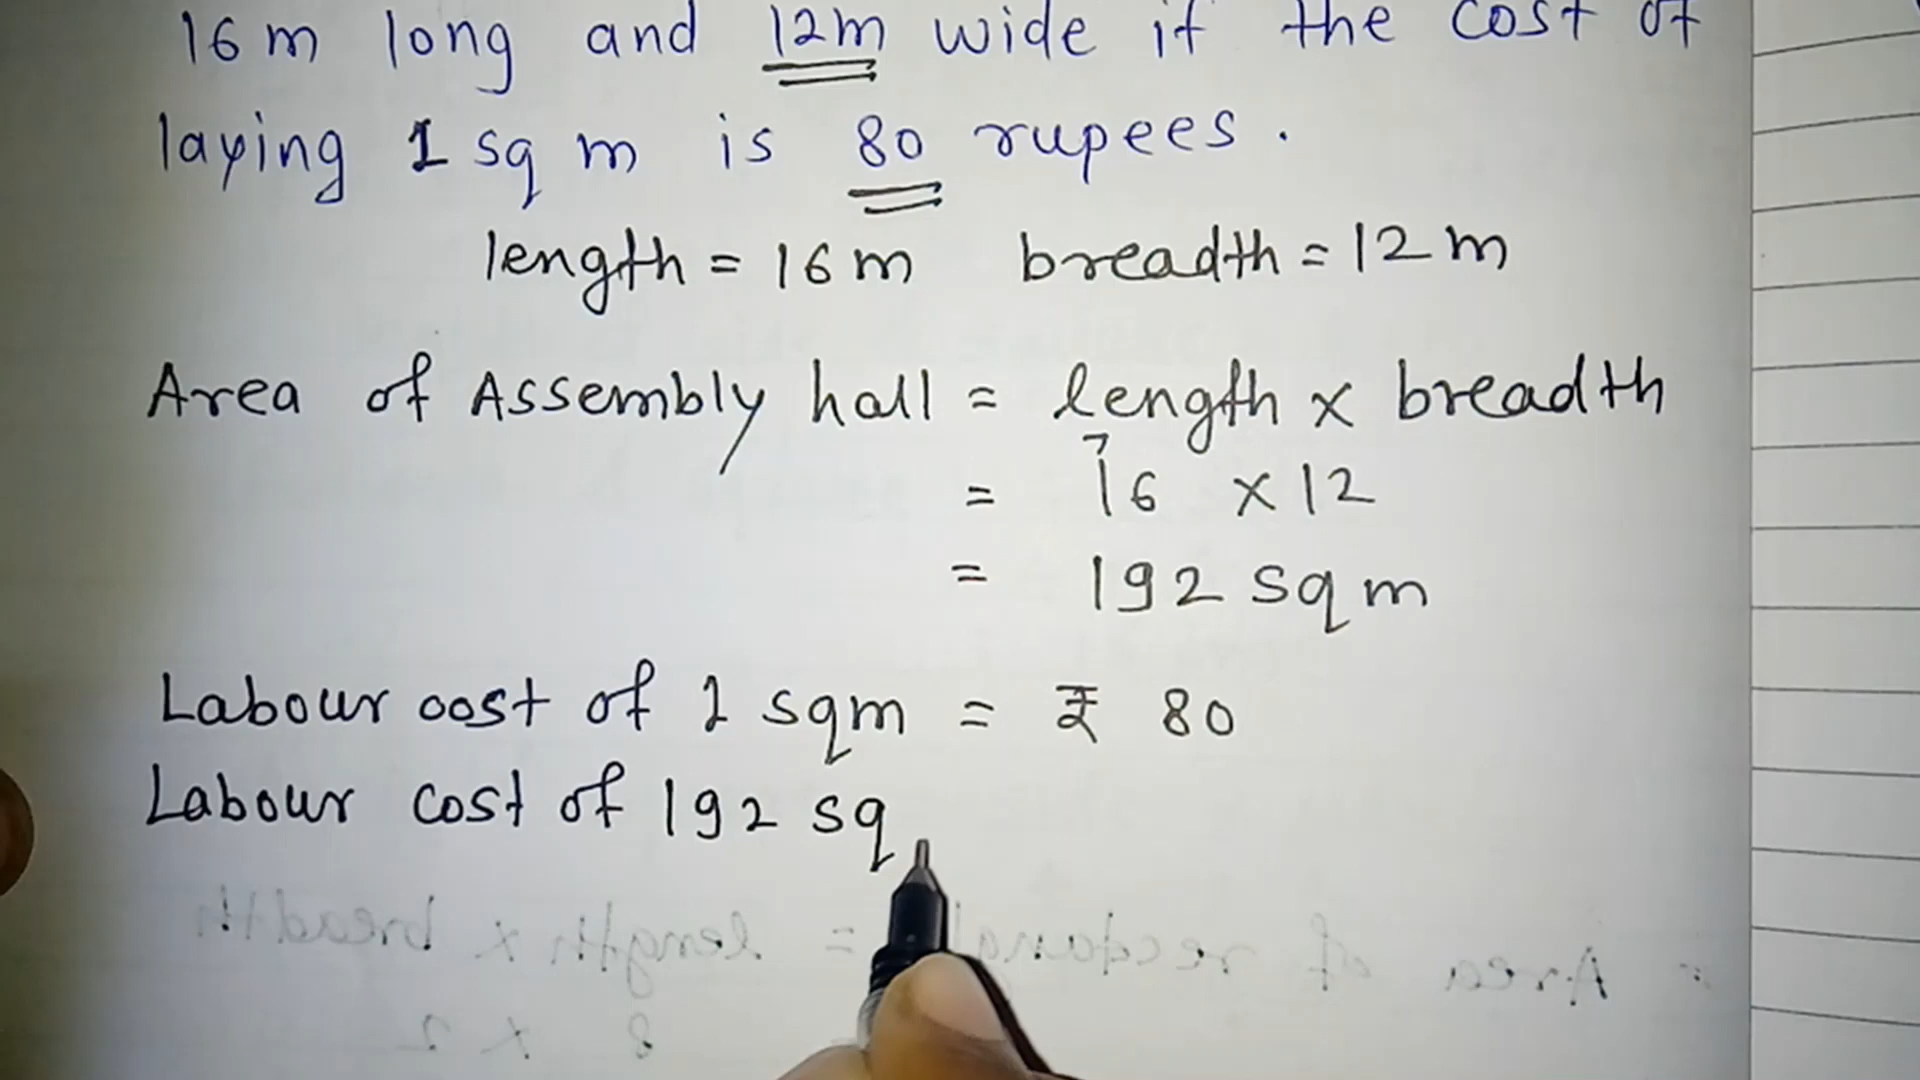 16 m long and 12m wide if the cost of
laying 1 sq m is 80 rupees.
length = 16 m breadth = 12 m
Area of Assembly hall = length x breadth
= 16 x 12
= 192 sq m
Labour cost of 1 sqm = ₹ 80
Labour cost of 192 sq